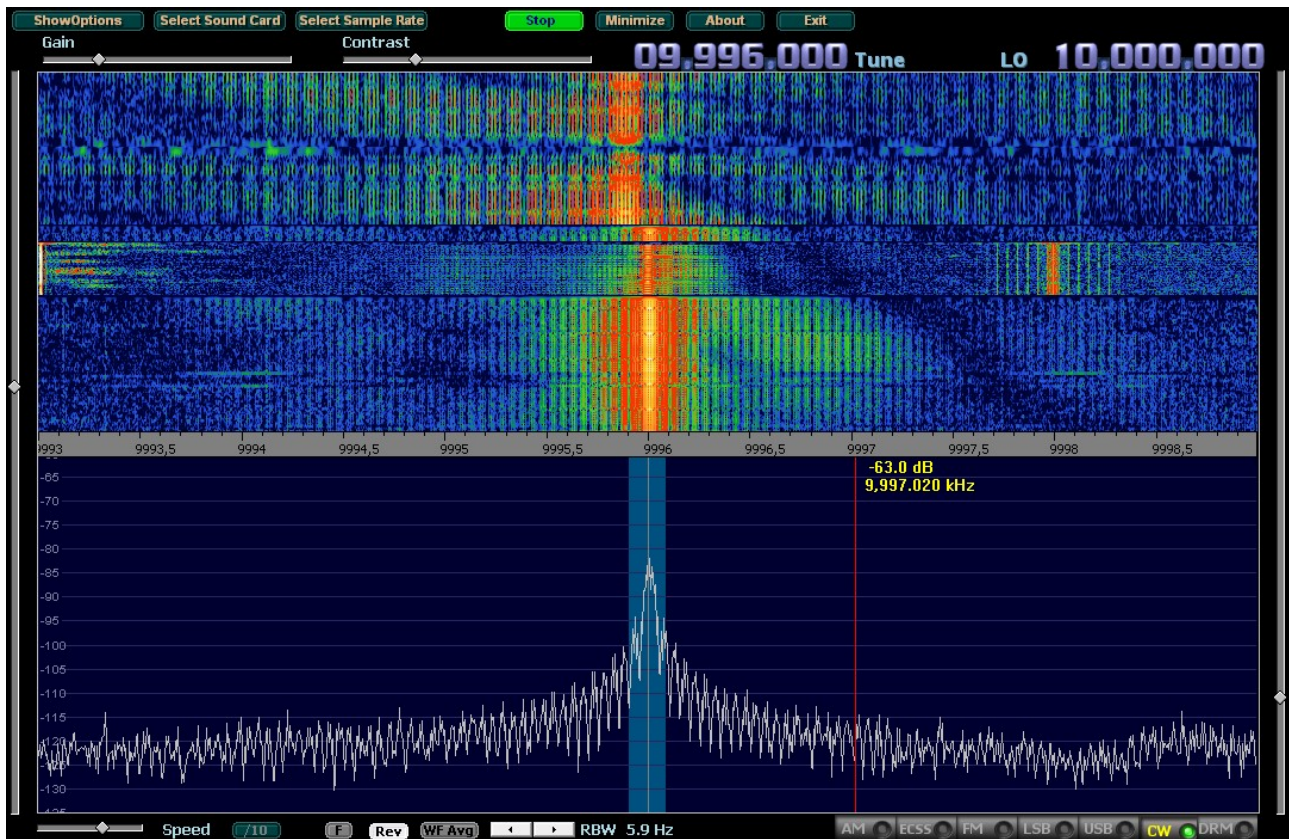 ShowOptions Select Sound Card Select Sample Rate Stop Minimize About Exit
Gain Contrast 09,996,000 Tune LO 10,000,000
9993 9993,5 9994 9994,5 9995 9995,5 9996 9996,5 9997 9997,5 9998 9998,5
-63.0 dB
-65
9,997.020 kHz
-70
-75
-80
-85
-90
-95
-100
-105
-110
-115
-120
-125
-130
Speed /10 F Rev WF Avg RBW 5.9 Hz AM ECSS FM LSB USB CW DRM